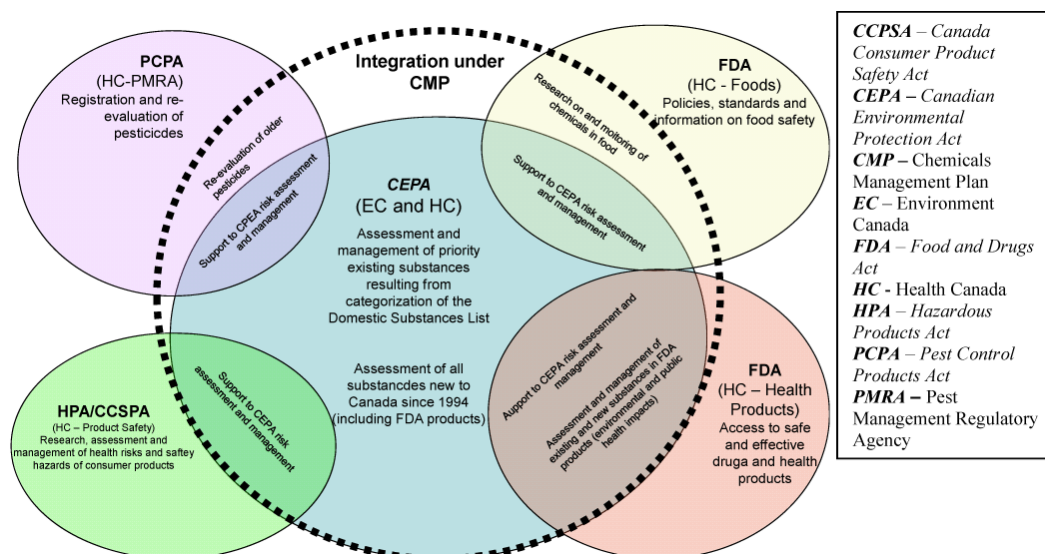 PCPA
(HC-PMRA)
Registration and re-
evaluation of
pesticicdes
Re-evaluation of older
pesticides
Support to CPEA risk assessment
and management
Integration under
CMP
FDA
(HC - Foods)
Policies, standards and
information on food safety
Research on and moitoring of
chemicals in food
Support to CEPA risk assessment
and management
CEPA
(EC and HC)
Assessment and
management of priority
existing substances
resulting from
categorization of the
Domestic Substances List
Assessment of all
substancdes new to
Canada since 1994
(including FDA products)
HPA/CCSPA
(HC – Product Safety)
Research, assessment and
management of health risks and saftey
hazards of consumer products
Support to CEPA risk
assessment and management
Aupport to CEPA risk assessment and
management
Assessment and management of
existing and new substances in FDA
products (environmental and public
health impacts)
FDA
(HC – Health
Products)
Access to safe
and effective
druga and health
products
CCPSA – Canada
Consumer Product
Safety Act
CEPA – Canadian
Environmental
Protection Act
CMP – Chemicals
Management Plan
EC – Environment
Canada
FDA – Food and Drugs
Act
HC - Health Canada
HPA – Hazardous
Products Act
PCPA – Pest Control
Products Act
PMRA – Pest
Management Regulatory
Agency